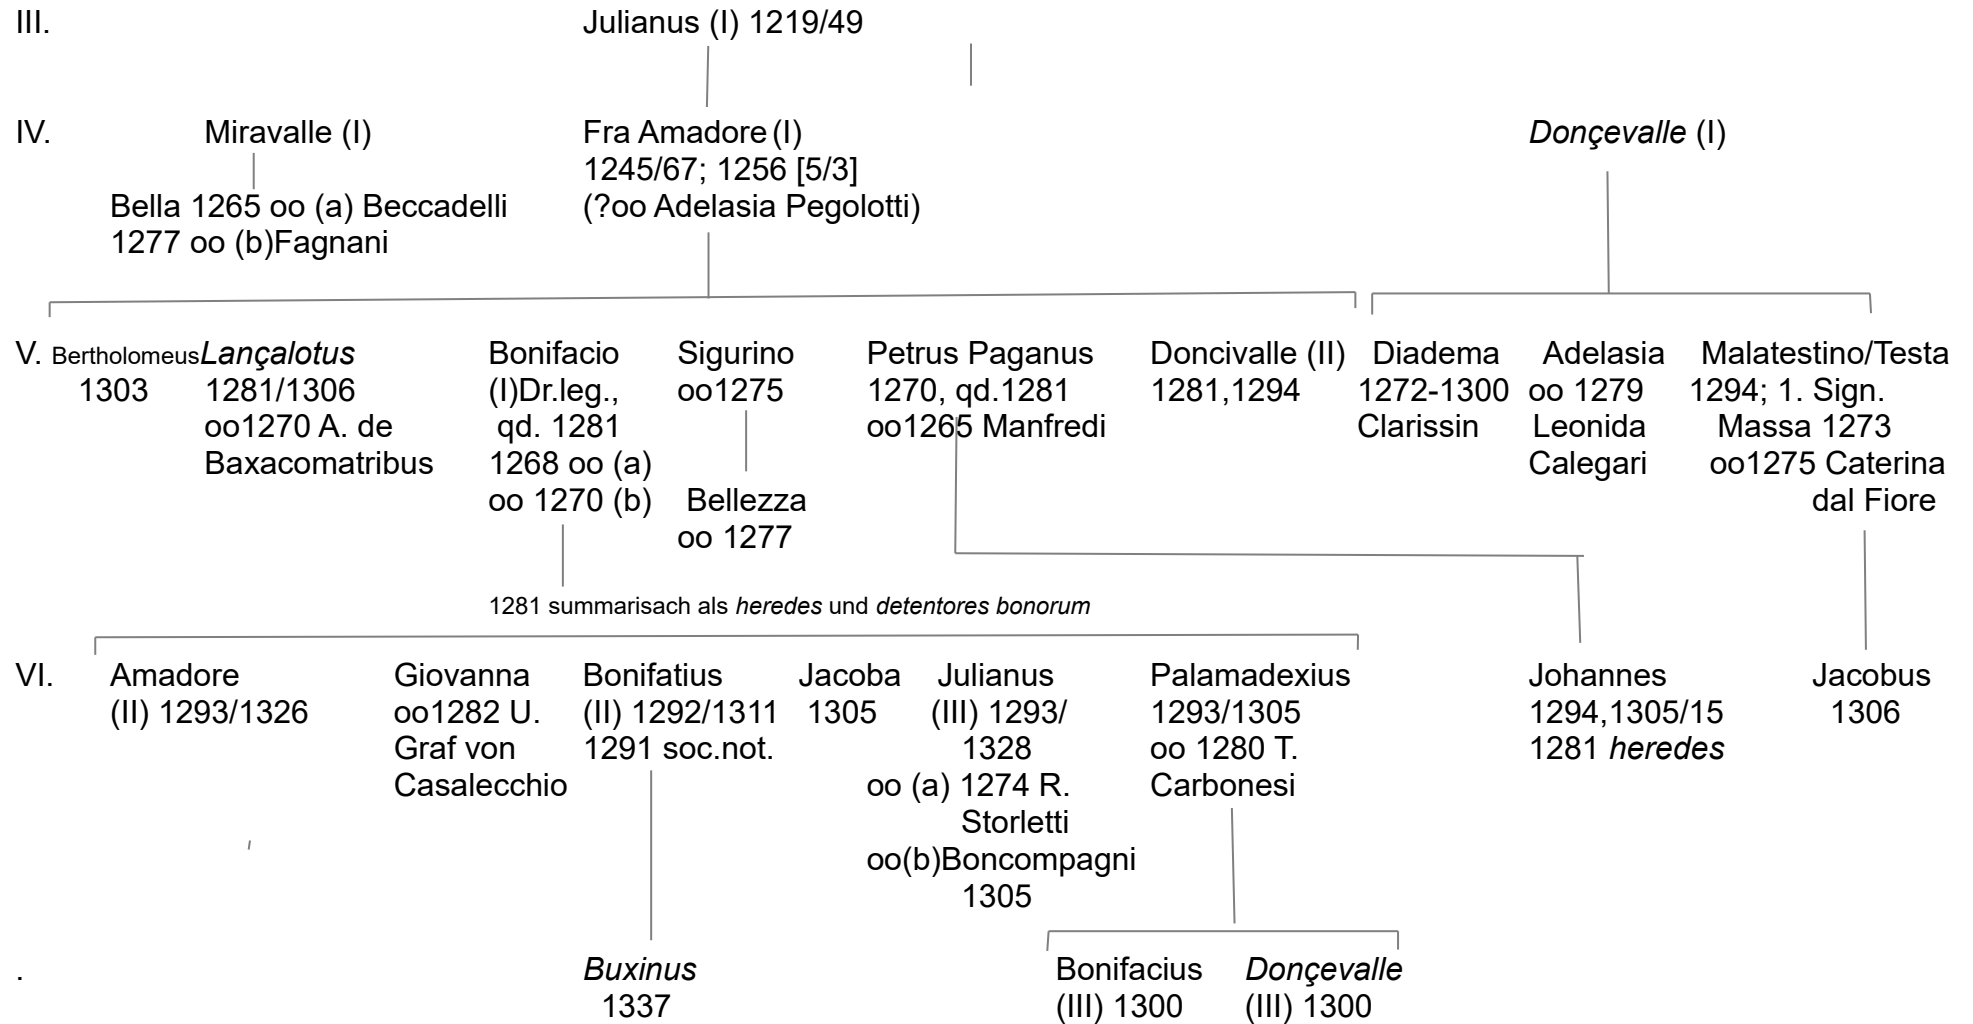 III. Julianus (I) 1219/49
IV. Miravalle (I) Fra Amadore (I) Donçevalle (I)
1245/67; 1256 [5/3]
Bella 1265 oo (a) Beccadelli (?oo Adelasia Pegolotti)
1277 oo (b)Fagnani
V. Bertholomeus Lançalotus Bonifacio Sigurino Petrus Paganus Doncivalle (II) Diadema Adelasia Malatestino/Testa
1303 1281/1306 (I)Dr.leg., oo1275 1270, qd.1281 1281,1294 1272-1300 oo 1279 1294; 1. Sign.
oo1270 A. de qd. 1281 oo1265 Manfredi Clarissin Leonida Massa 1273
Baxacomatribus 1268 oo (a) Calegari oo1275 Caterina
oo 1270 (b) Bellezza dal Fiore
oo 1277
1281 summarisach als heredes und detentores bonorum
VI. Amadore Giovanna Bonifatius Jacoba Julianus Palamadexius Johannes Jacobus
(II) 1293/1326 oo1282 U. (II) 1292/1311 1305 (III) 1293/ 1293/1305 1294,1305/15 1306
Graf von 1291 soc.not. 1328 oo 1280 T. 1281 heredes
Casalecchio oo (a) 1274 R. Carbonesi
Storletti
oo(b)Boncompagni
1305
. Buxinus Bonifacius Donçevalle
1337 (III) 1300 (III) 1300